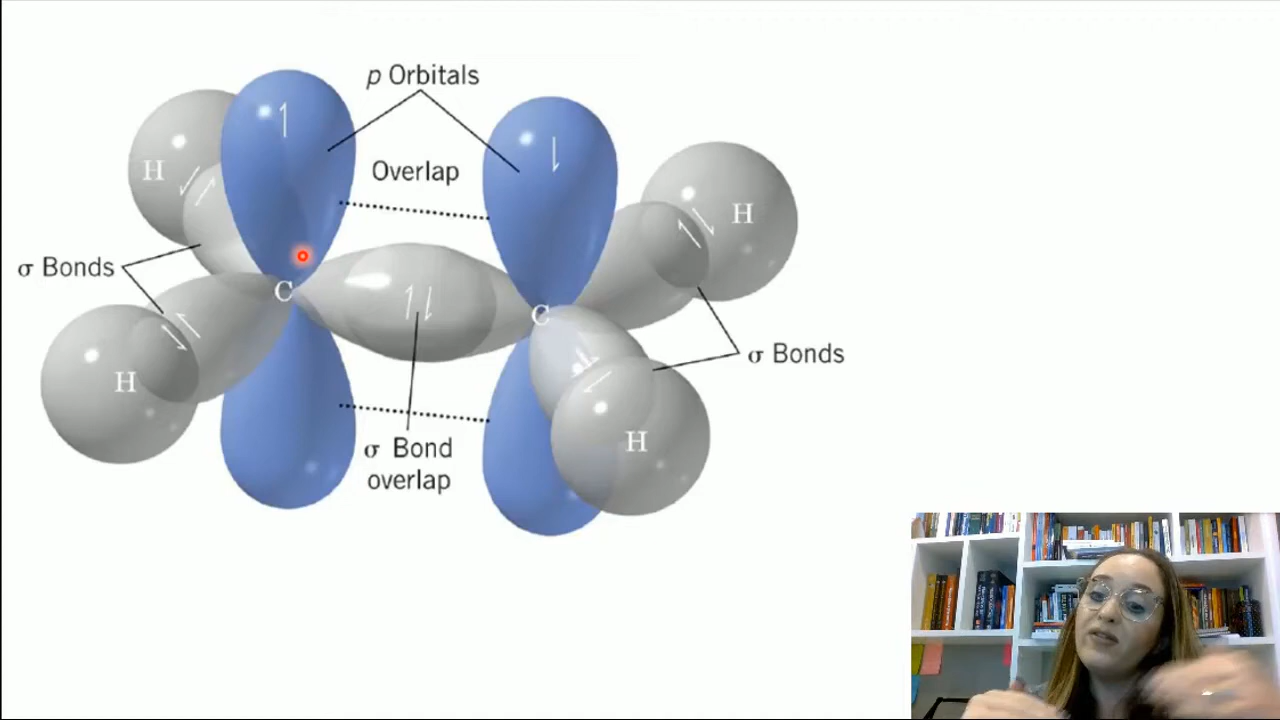 p Orbitals
Overlap
H
H
σ Bonds
C
C
H
σ Bonds
H
σ Bond
overlap